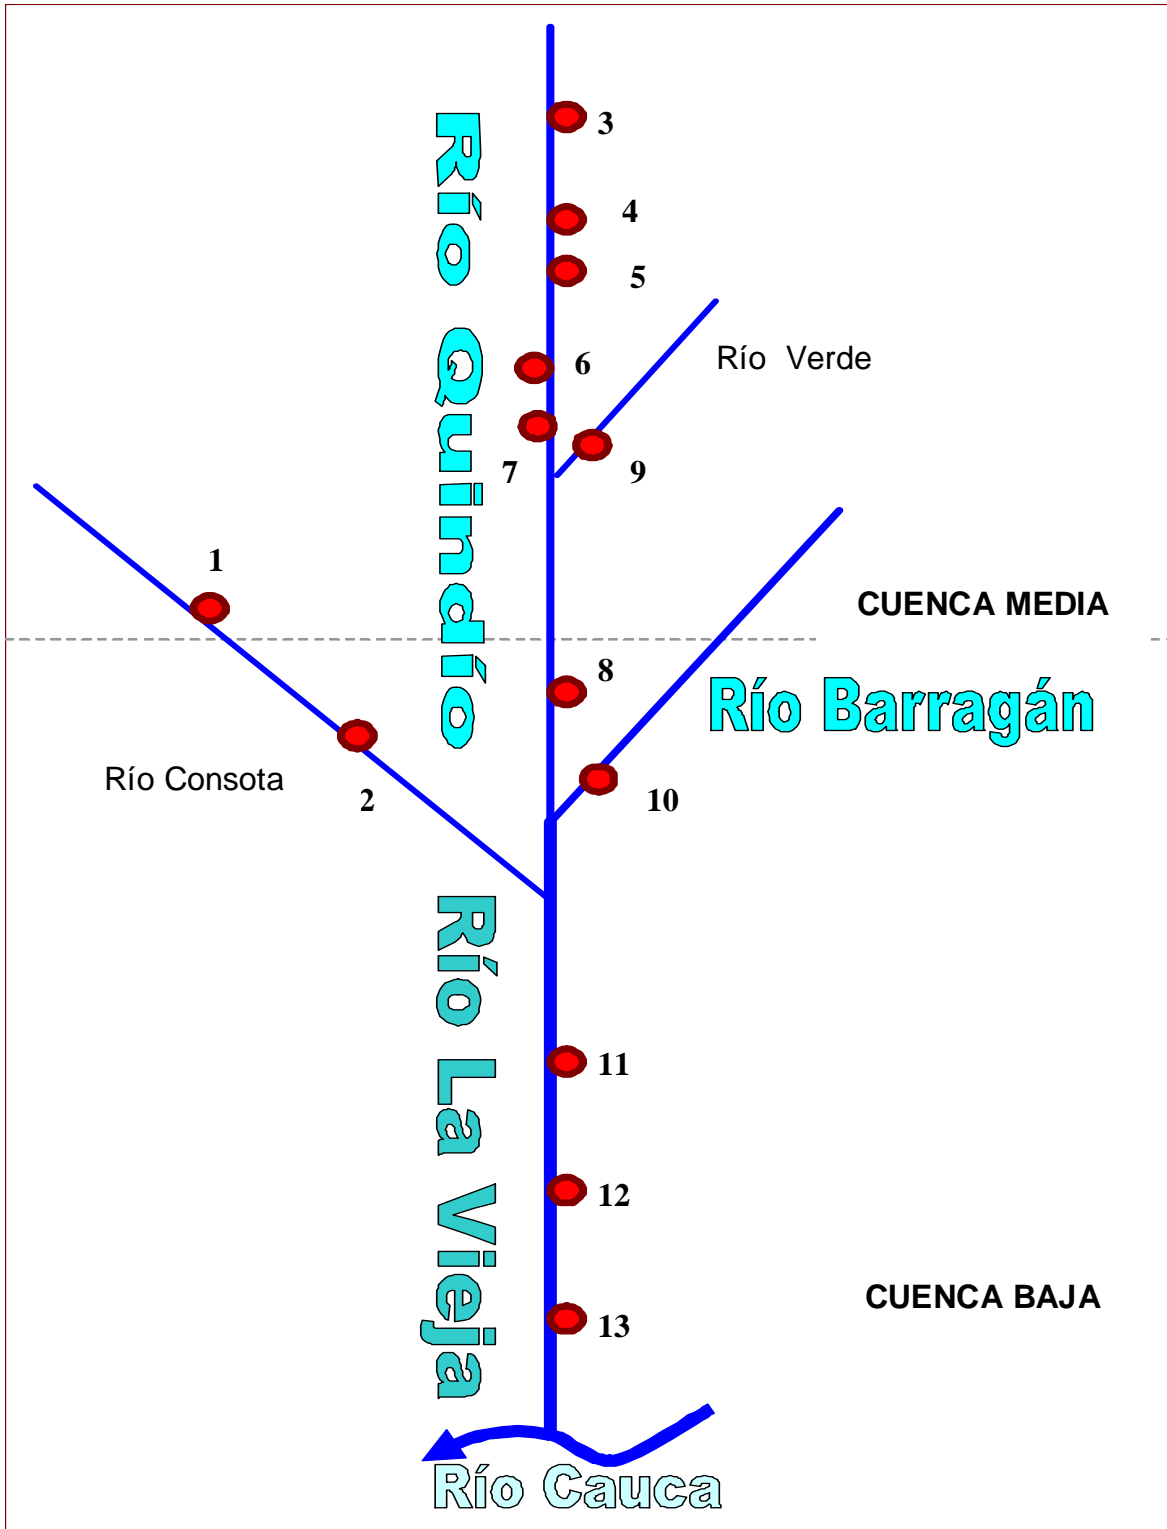 3
4
5
6
Río Verde
7
9
Río Quindío
1
CUENCA MEDIA
8
Río Barragán
Río Consota
2
10
Río La Vieja
11
12
CUENCA BAJA
13
Río Cauca